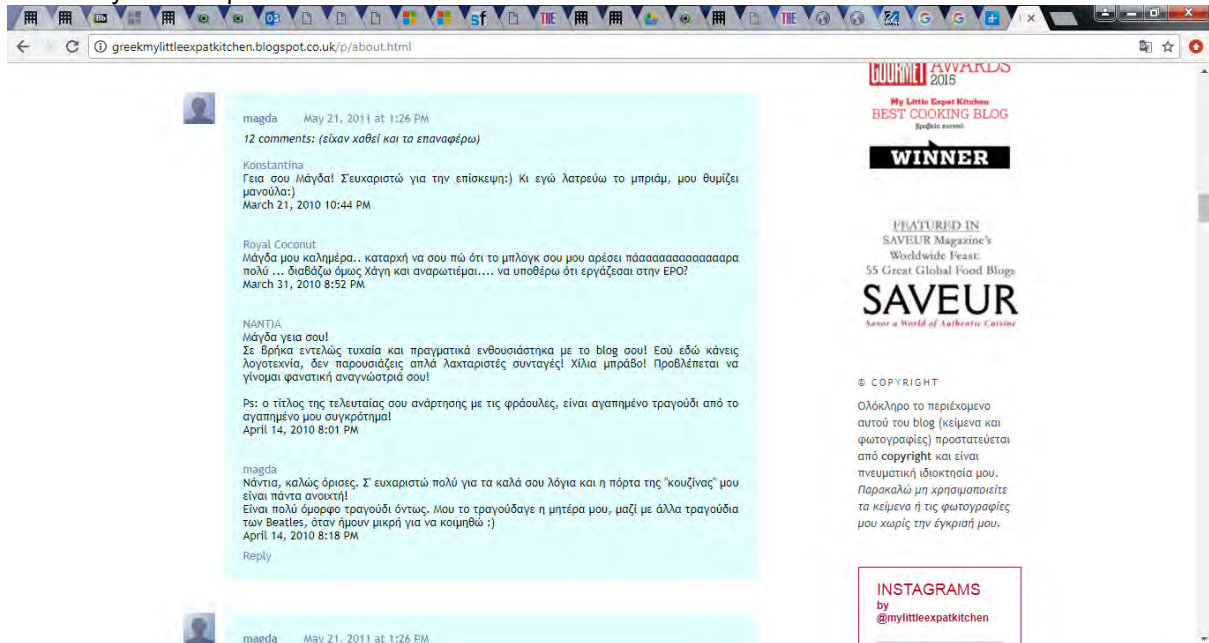 greekmylittleexpatkitchen.blogspot.co.uk/p/about.html
magda May 21, 2011 at 1:26 PM
12 comments: (είχαν χαθεί και τα επαναφέρω)
Konstantina
Γεια σου Μάγδα! Σ'ευχαριστώ για την επίσκεψη:) Κι εγώ λατρεύω το μπριάμ, μου θυμίζει
μανούλα:)
March 21, 2010 10:44 PM
Royal Coconut
Μάγδα μου καλημέρα.. καταρχή να σου πώ ότι το μπλογκ σου μου αρέσει πάαααααααααααααααρα
πολύ ... διαβάζω όμως Χάγη και αναρωτιέμαι.... να υποθέρω ότι εργάζεσαι στην EPO?
March 31, 2010 8:52 PM
NANTIA
Μάγδα γεια σου!
Σε βρήκα εντελώς τυχαία και πραγματικά ενθουσιάστηκα με το blog σου! Εσύ εδώ κάνεις
λογοτεχνία, δεν παρουσιάζεις απλά λαχταριστές συνταγές! Χίλια μπράβο! Προβλέπεται να
γίνομαι φανατική αναγνώστριά σου!
Ps: ο τίτλος της τελευταίας σου ανάρτησης με τις φράουλες, είναι αγαπημένο τραγούδι από το
αγαπημένο μου συγκρότημα!
April 14, 2010 8:01 PM
magda
Νάντια, καλώς όρισες. Σ' ευχαριστώ πολύ για τα καλά σου λόγια και η πόρτα της "κουζίνας" μου
είναι πάντα ανοιχτή!
Είναι πολύ όμορφο τραγούδι όντως. Μου το τραγούδαγε η μητέρα μου, μαζί με άλλα τραγούδια
των Beatles, όταν ήμουν μικρή για να κοιμηθώ :)
April 14, 2010 8:18 PM
Reply
magda May 21, 2011 at 1:26 PM
GOURMET AWARDS
2015
My Little Expat Kitchen
BEST COOKING BLOG
βραβείο κοινού
WINNER
FEATURED IN
SAVEUR Magazine's
Worldwide Feast:
55 Great Global Food Blogs
SAVEUR
Savor a World of Authentic Cuisine
© COPYRIGHT
Ολόκληρο το περιεχόμενο
αυτού του blog (κείμενα και
φωτογραφίες) προστατεύεται
από copyright και είναι
πνευματική ιδιοκτησία μου.
Παρακαλώ μη χρησιμοποιείτε
τα κείμενα ή τις φωτογραφίες
μου χωρίς την έγκρισή μου.
INSTAGRAMS
by
@mylittleexpatkitchen